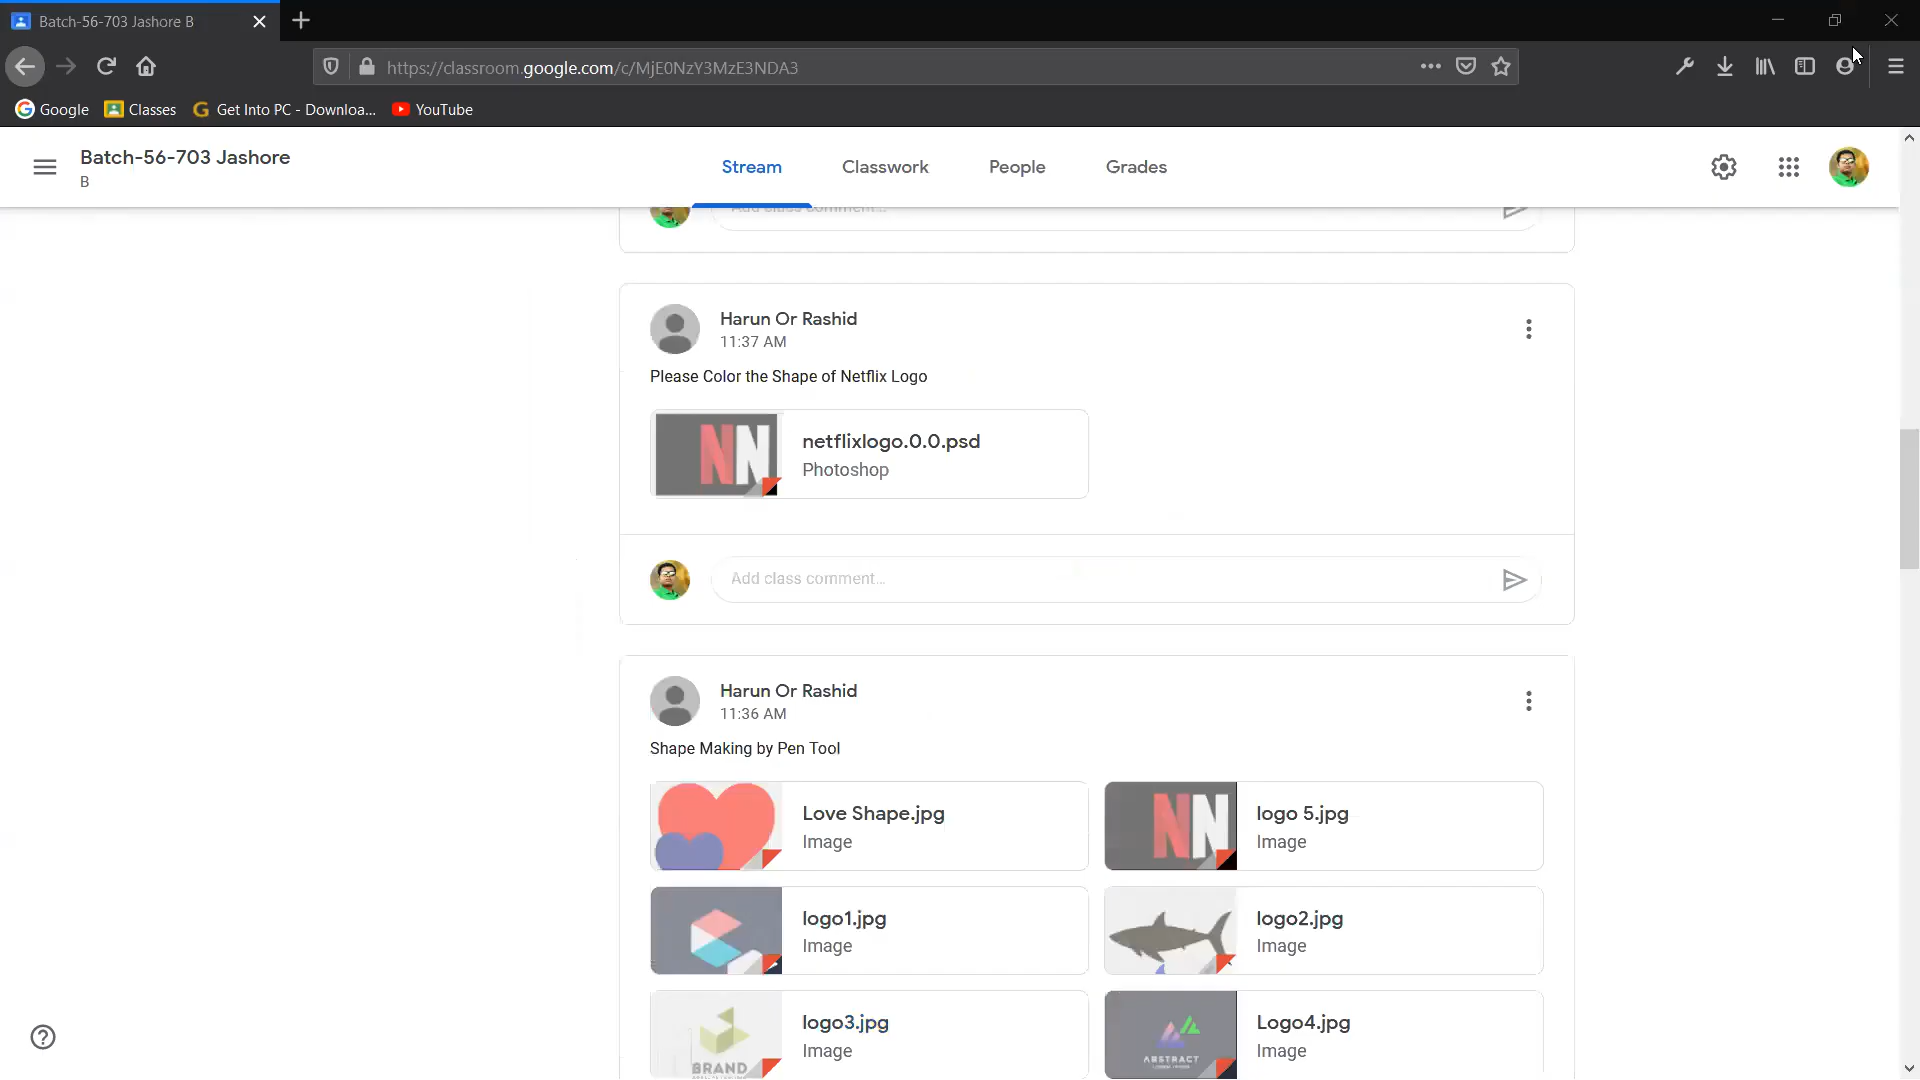 Batch-56-703 Jashore B
https://classroom.google.com/c/MjE0NzY3MzE3NDA3
Google
Classes
Get Into PC - Downloa...
YouTube
Batch-56-703 Jashore
B
Stream
Classwork
People
Grades
Add class comment...
Harun Or Rashid
11:37 AM
Please Color the Shape of Netflix Logo
NN
netflixlogo.0.0.psd
Photoshop
Add class comment...
Harun Or Rashid
11:36 AM
Shape Making by Pen Tool
Love Shape.jpg
Image
NN
logo 5.jpg
Image
logo1.jpg
Image
logo2.jpg
Image
BRAND
logo3.jpg
Image
ABSTRACT
Logo4.jpg
Image